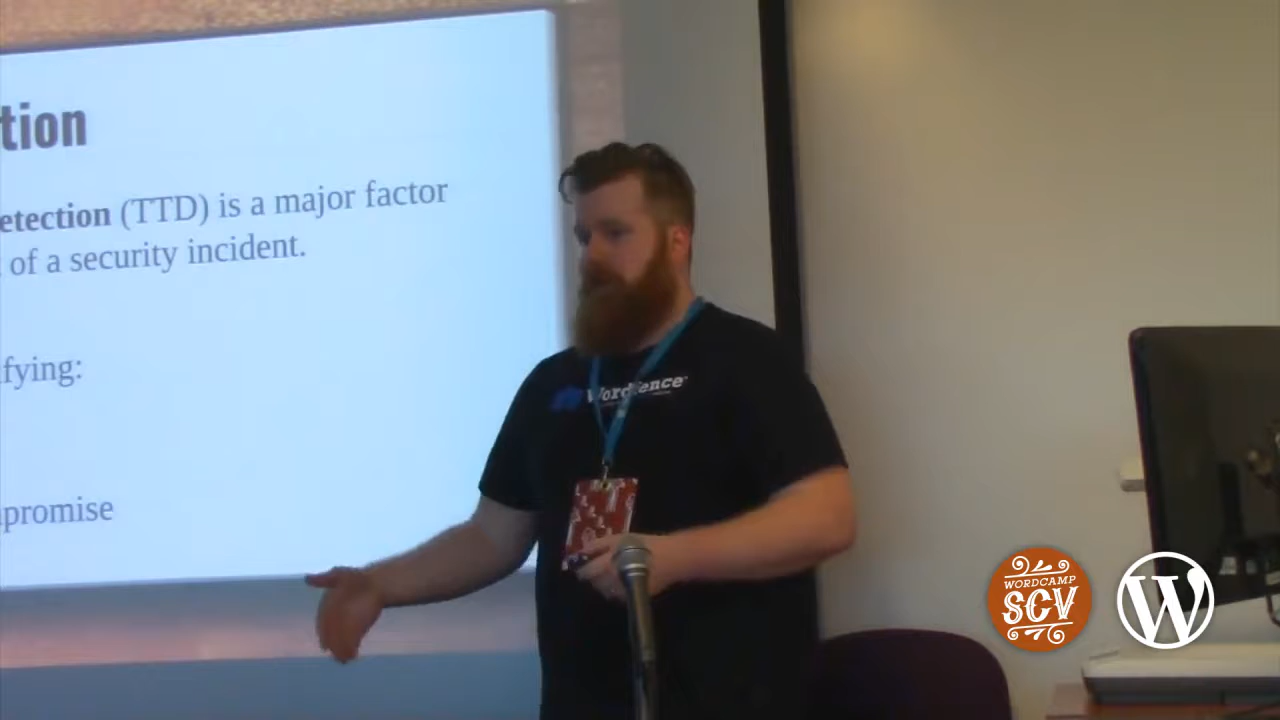 tion
etection (TTD) is a major factor
of a security incident.
fying:
promise
Wordfence
WORDCAMP
SCV
W